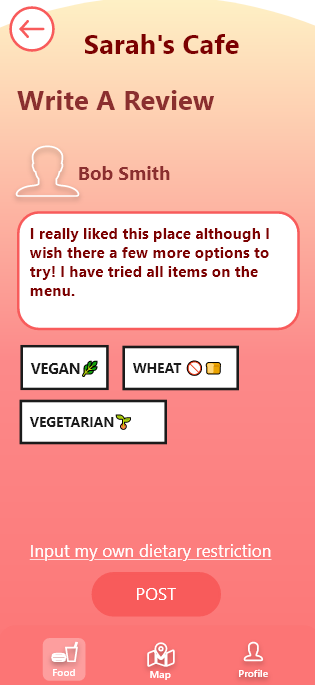 Sarah's Cafe
Write A Review
Bob Smith
I really liked this place although I
wish there a few more options to
try! I have tried all items on the
menu.
VEGAN
WHEAT
VEGETARIAN
Input my own dietary restriction
POST
Food
Map
Profile